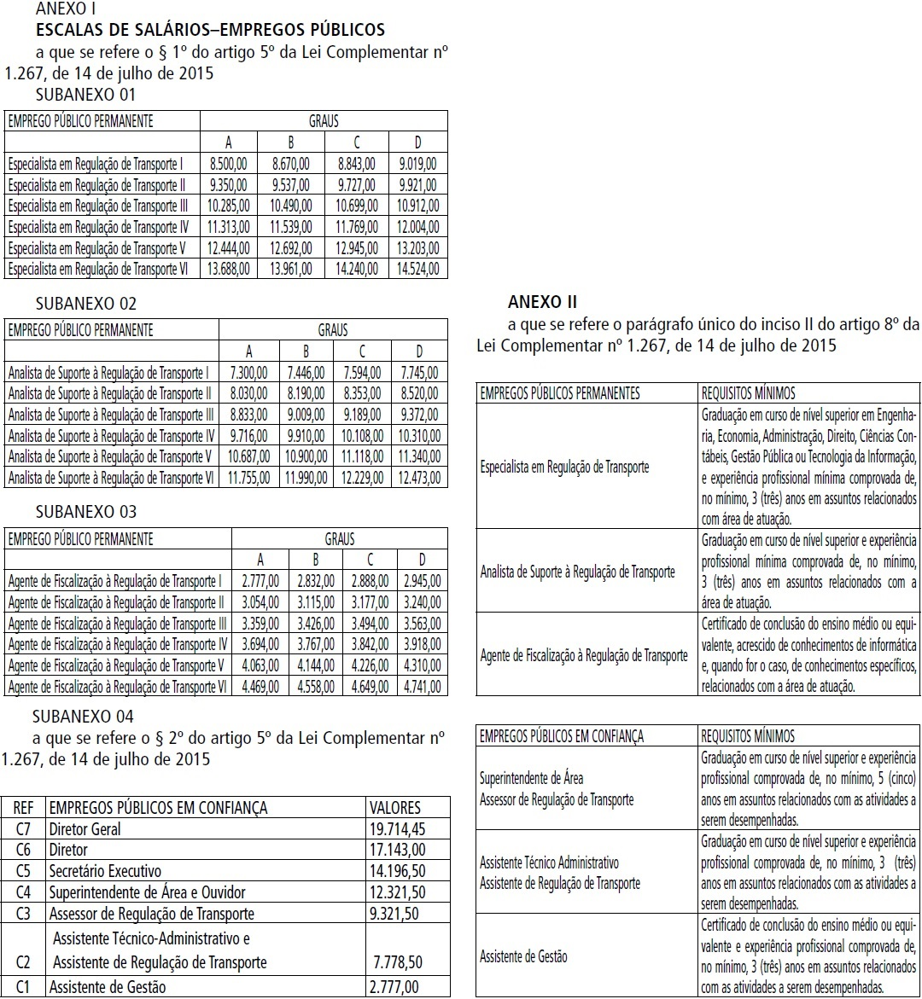 ANEXO I
ESCALAS DE SALÁRIOS–EMPREGOS PÚBLICOS
a que se refere o § 1º do artigo 5º da Lei Complementar nº
1.267, de 14 de julho de 2015
SUBANEXO 01
EMPREGO PÚBLICO PERMANENTE GRAUS
A B C D
Especialista em Regulação de Transporte I 8.500,00 8.670,00 8.843,00 9.019,00
Especialista em Regulação de Transporte II 9.350,00 9.537,00 9.727,00 9.921,00
Especialista em Regulação de Transporte III 10.285,00 10.490,00 10.699,00 10.912,00
Especialista em Regulação de Transporte IV 11.313,00 11.539,00 11.769,00 12.004,00
Especialista em Regulação de Transporte V 12.444,00 12.692,00 12.945,00 13.203,00
Especialista em Regulação de Transporte VI 13.688,00 13.961,00 14.240,00 14.524,00
SUBANEXO 02
EMPREGO PÚBLICO PERMANENTE GRAUS
A B C D
Analista de Suporte à Regulação de Transporte I 7.300,00 7.446,00 7.594,00 7.745,00
Analista de Suporte à Regulação de Transporte II 8.030,00 8.190,00 8.353,00 8.520,00
Analista de Suporte à Regulação de Transporte III 8.833,00 9.009,00 9.189,00 9.372,00
Analista de Suporte à Regulação de Transporte IV 9.716,00 9.910,00 10.108,00 10.310,00
Analista de Suporte à Regulação de Transporte V 10.687,00 10.900,00 11.118,00 11.340,00
Analista de Suporte à Regulação de Transporte VI 11.755,00 11.990,00 12.229,00 12.473,00
SUBANEXO 03
EMPREGO PÚBLICO PERMANENTE GRAUS
A B C D
Agente de Fiscalização à Regulação de Transporte I 2.777,00 2.832,00 2.888,00 2.945,00
Agente de Fiscalização à Regulação de Transporte II 3.054,00 3.115,00 3.177,00 3.240,00
Agente de Fiscalização à Regulação de Transporte III 3.359,00 3.426,00 3.494,00 3.563,00
Agente de Fiscalização à Regulação de Transporte IV 3.694,00 3.767,00 3.842,00 3.918,00
Agente de Fiscalização à Regulação de Transporte V 4.063,00 4.144,00 4.226,00 4.310,00
Agente de Fiscalização à Regulação de Transporte VI 4.469,00 4.558,00 4.649,00 4.741,00
SUBANEXO 04
a que se refere o § 2º do artigo 5º da Lei Complementar nº
1.267, de 14 de julho de 2015
REF EMPREGOS PÚBLICOS EM CONFIANÇA VALORES
C7 Diretor Geral 19.714,45
C6 Diretor 17.143,00
C5 Secretário Executivo 14.196,50
C4 Superintendente de Área e Ouvidor 12.321,50
C3 Assessor de Regulação de Transporte 9.321,50
Assistente Técnico-Administrativo e
C2 Assistente de Regulação de Transporte 7.778,50
C1 Assistente de Gestão 2.777,00
ANEXO II
a que se refere o parágrafo único do inciso II do artigo 8º da
Lei Complementar nº 1.267, de 14 de julho de 2015
EMPREGOS PÚBLICOS PERMANENTES REQUISITOS MÍNIMOS
Especialista em Regulação de Transporte
Graduação em curso de nível superior em Engenha-
ria, Economia, Administração, Direito, Ciências Con-
tábeis, Gestão Pública ou Tecnologia da Informação,
e experiência profissional mínima comprovada de,
no mínimo, 3 (três) anos em assuntos relacionados
com área de atuação.
Analista de Suporte à Regulação de Transporte
Graduação em curso de nível superior e experiência
profissional mínima comprovada de, no mínimo,
3 (três) anos em assuntos relacionados com a
área de atuação.
Agente de Fiscalização à Regulação de Transporte
Certificado de conclusão do ensino médio ou equi-
valente, acrescido de conhecimentos de informática
e, quando for o caso, de conhecimentos específicos,
relacionados com a área de atuação.
EMPREGOS PÚBLICOS EM CONFIANÇA REQUISITOS MÍNIMOS
Superintendente de Área
Assessor de Regulação de Transporte
Graduação em curso de nível superior e experiência
profissional comprovada de, no mínimo, 5 (cinco)
anos em assuntos relacionados com as atividades a
serem desempenhadas.
Assistente Técnico Administrativo
Assistente de Regulação de Transporte
Graduação em curso de nível superior e experiência
profissional comprovada de, no mínimo, 3 (três)
anos em assuntos relacionados com as atividades a
serem desempenhadas.
Assistente de Gestão
Certificado de conclusão do ensino médio ou equi-
valente e experiência profissional comprovada de,
no mínimo, 3 (três) anos em assuntos relacionados
com as atividades a serem desempenhadas.